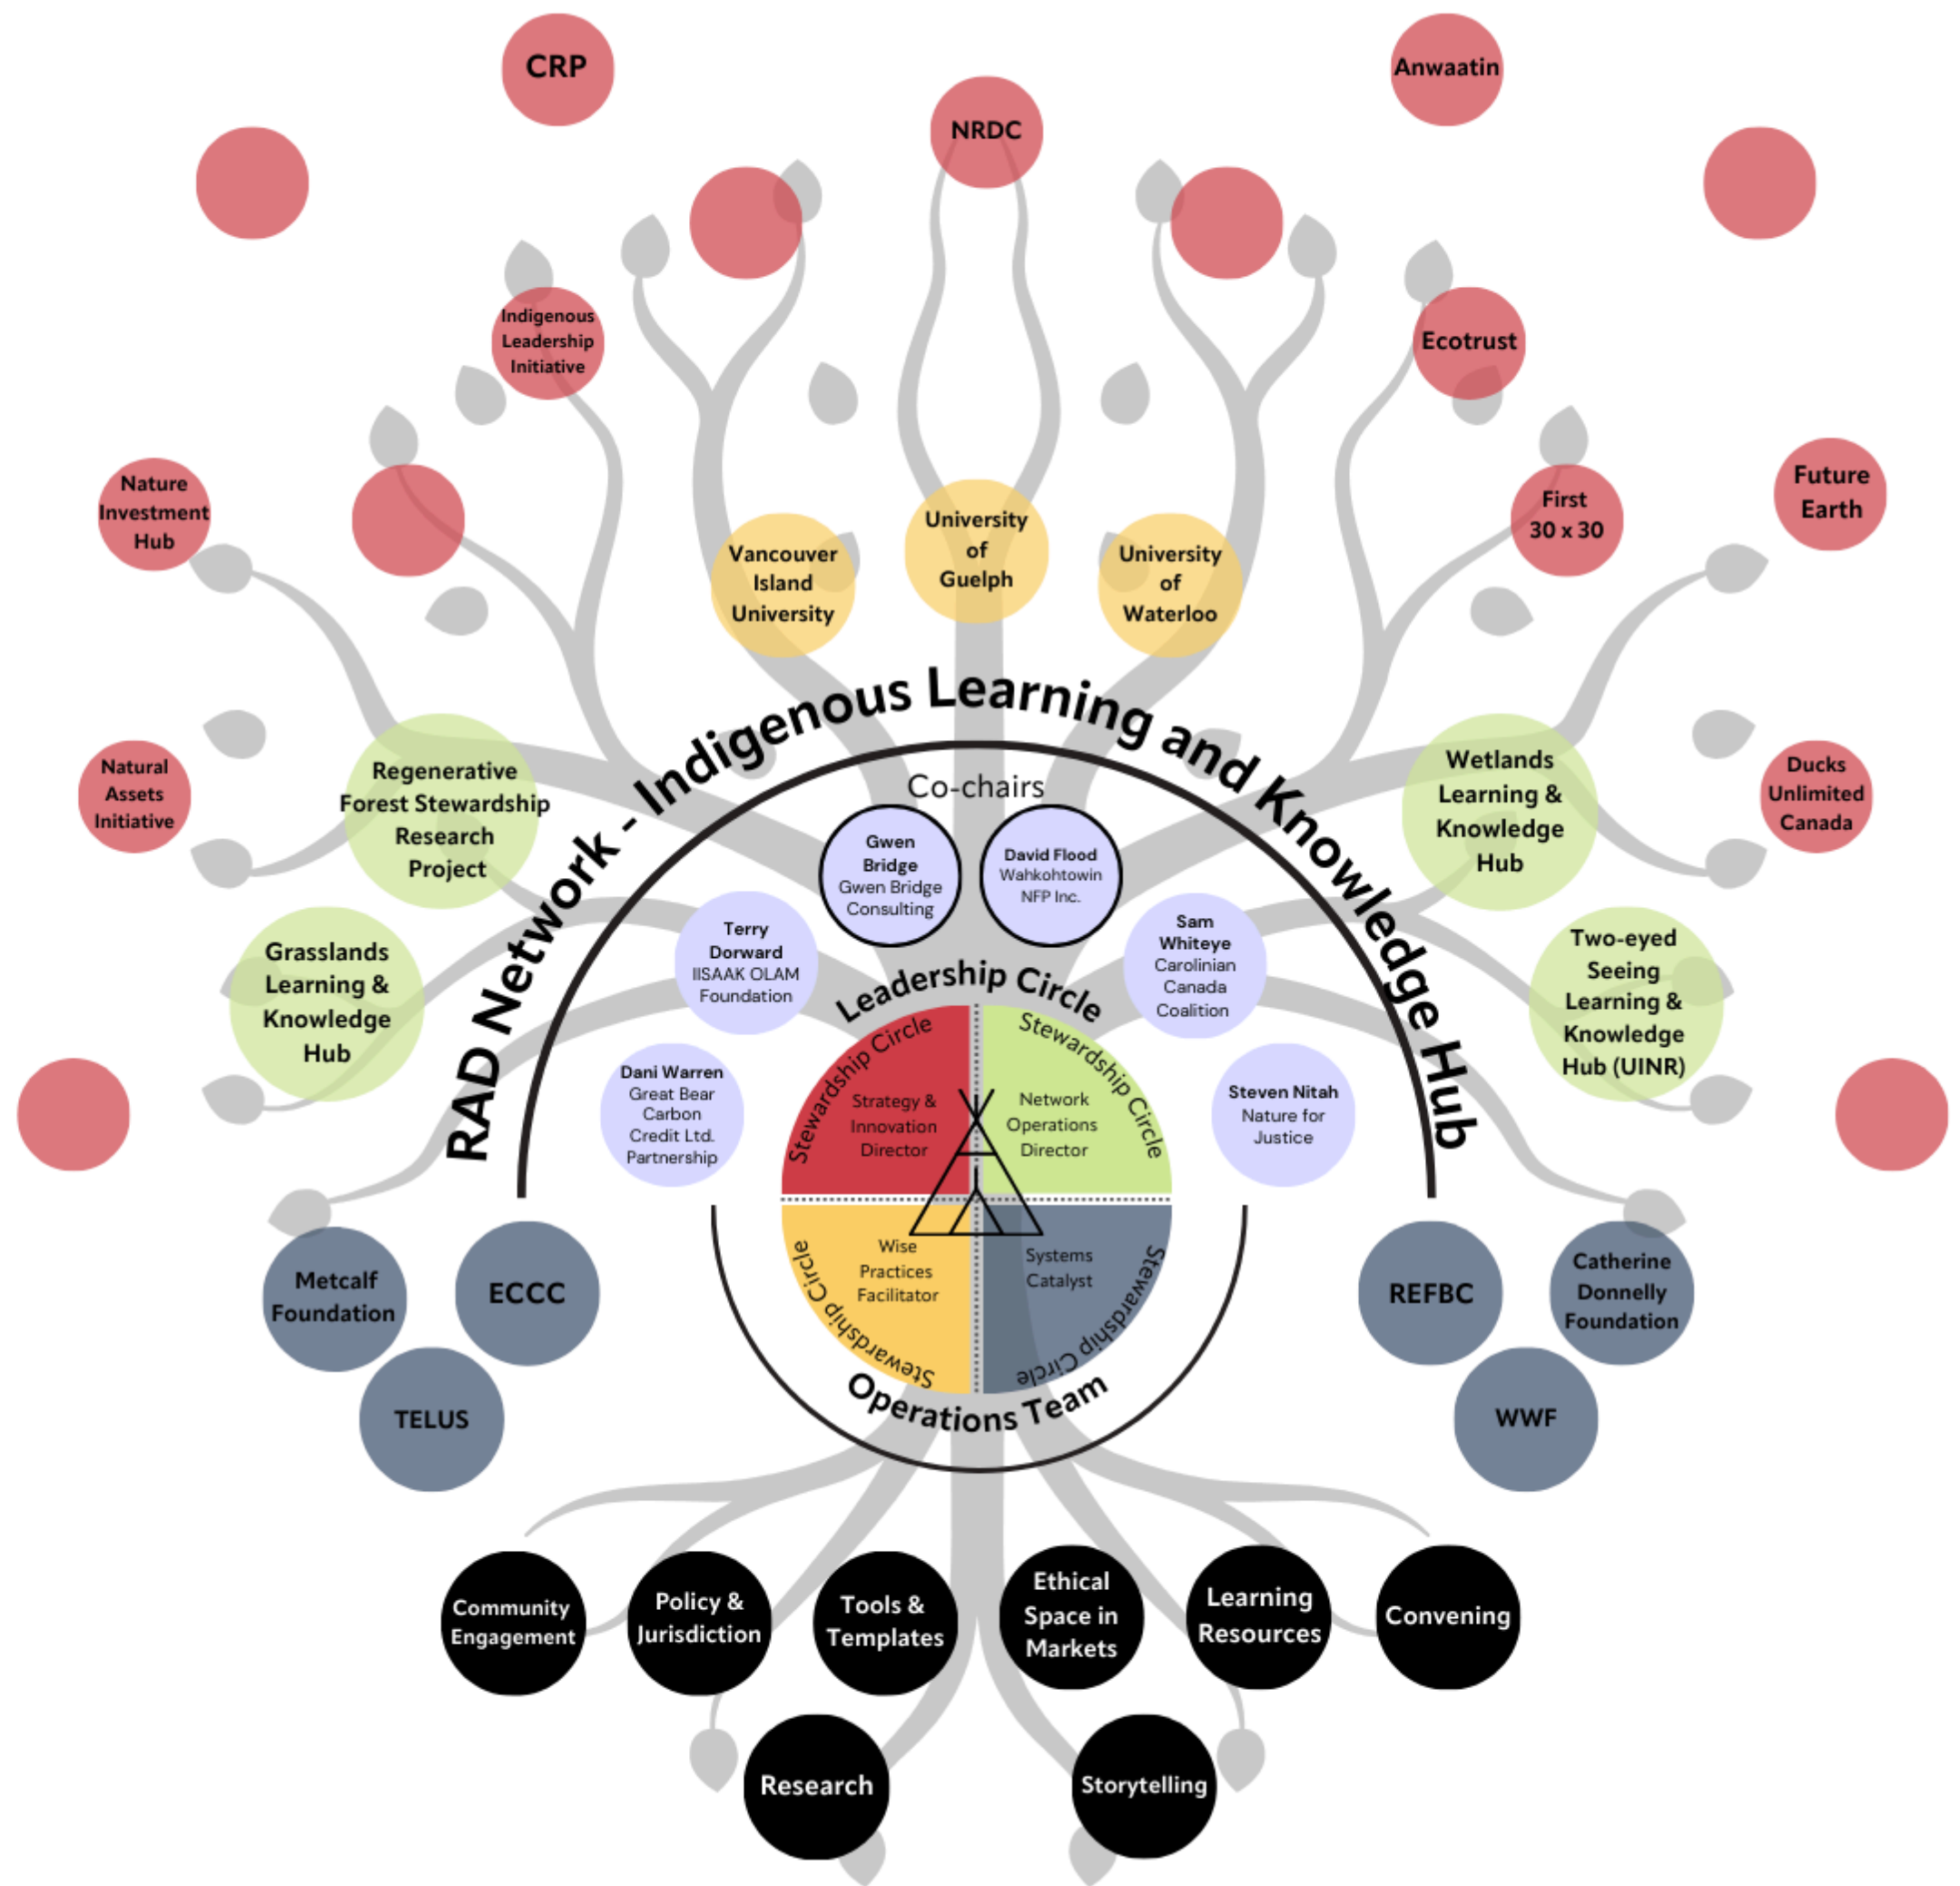 CRP
Anwaatin
NRDC
Indigenous
Leadership
Initiative
Ecotrust
Nature
Investment
Hub
First
30 x 30
Future
Earth
Vancouver
Island
University
University
of
Guelph
University
of
Waterloo
RAD Network - Indigenous Learning and Knowledge Hub
Natural
Assets
Initiative
Regenerative
Forest Stewardship
Research
Project
Wetlands
Learning &
Knowledge
Hub
Ducks
Unlimited
Canada
Grasslands
Learning &
Knowledge
Hub
Two-eyed
Seeing
Learning &
Knowledge
Hub (UINR)
Co-chairs
Gwen
Bridge
Gwen Bridge
Consulting
David Flood
Wahkohtowin
NFP Inc.
Terry
Dorward
IISAAK OLAM
Foundation
Sam
Whiteye
Carolinian
Canada
Coalition
Dani Warren
Great Bear
Carbon
Credit Ltd.
Partnership
Steven Nitah
Nature for
Justice
Leadership Circle
Stewardship Circle
Strategy &
Innovation
Director
Stewardship Circle
Network
Operations
Director
Stewardship Circle
Wise
Practices
Facilitator
Stewardship Circle
Systems
Catalyst
Operations Team
Metcalf
Foundation
ECCC
TELUS
REFBC
Catherine
Donnelly
Foundation
WWF
Community
Engagement
Policy &
Jurisdiction
Tools &
Templates
Ethical
Space in
Markets
Learning
Resources
Convening
Research
Storytelling